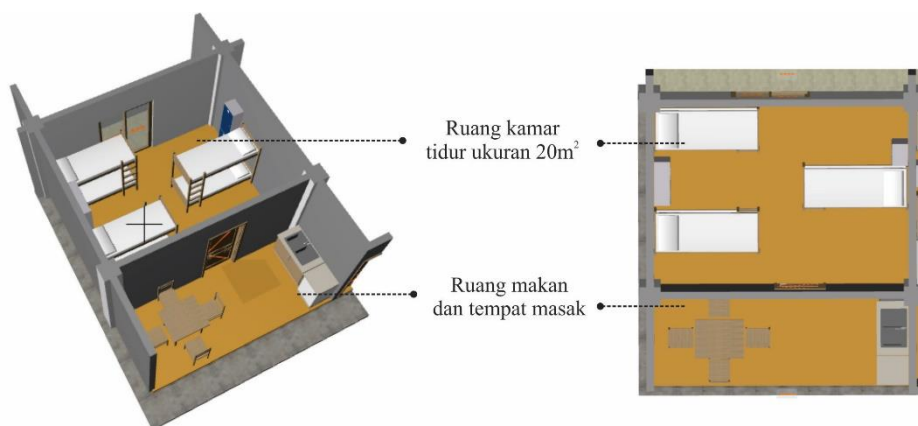 Ruang kamar
tidur ukuran 20m²
Ruang makan
dan tempat masak